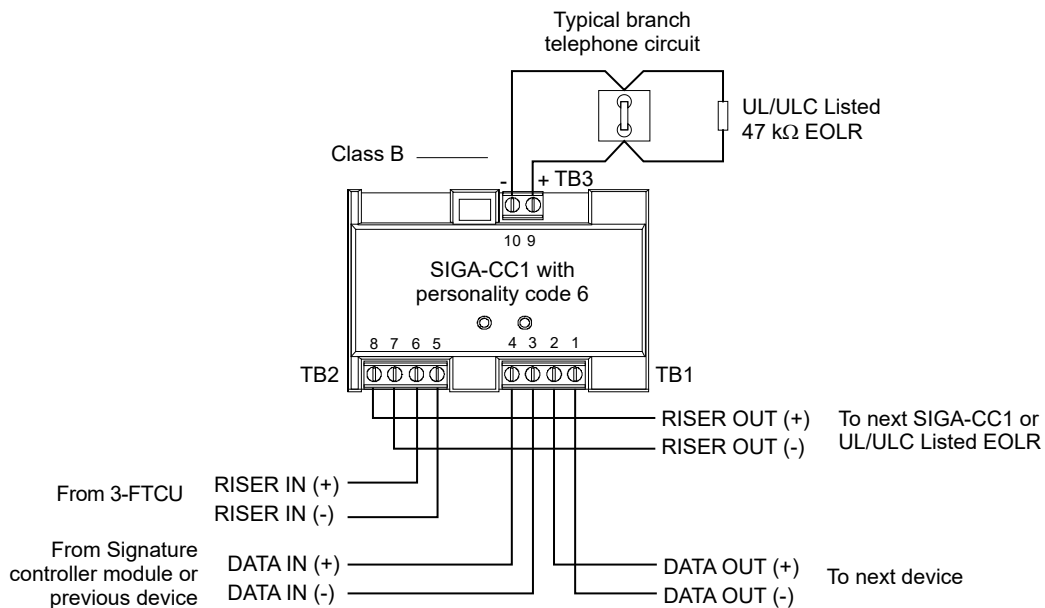 Typical branch
telephone circuit
UL/ULC Listed
47 kΩ EOLR
Class B
- + TB3
10 9
SIGA-CC1 with
personality code 6
8 7 6 5 4 3 2 1
TB2 TB1
RISER OUT (+)
RISER OUT (-)
To next SIGA-CC1 or
UL/ULC Listed EOLR
From 3-FTCU
RISER IN (+)
RISER IN (-)
From Signature
controller module or
previous device
DATA IN (+)
DATA IN (-)
DATA OUT (+)
DATA OUT (-)
To next device